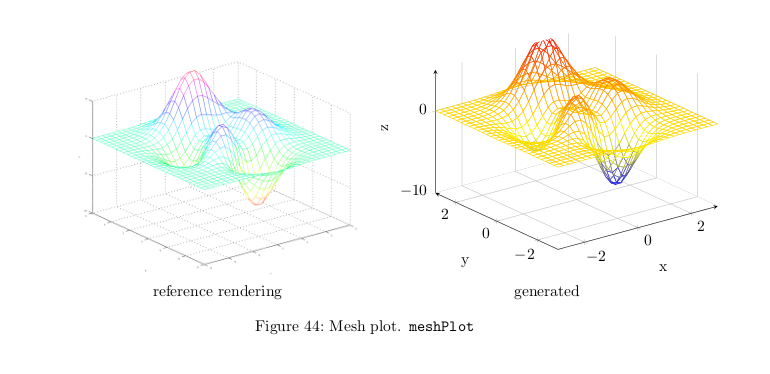 z
0
−10
2
0
−2
y
−2
0
2
x
reference rendering
generated
Figure 44: Mesh plot. meshPlot